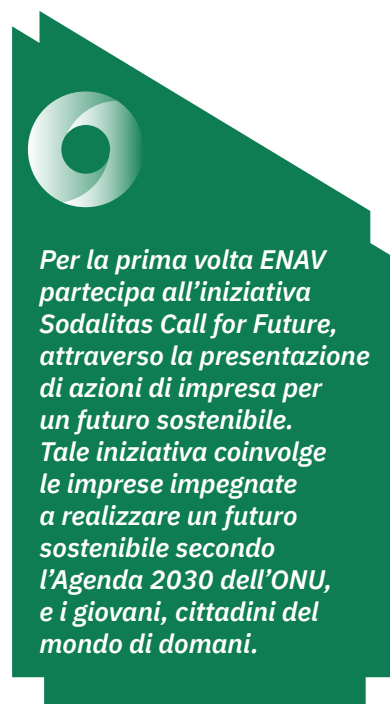 Per la prima volta ENAV
partecipa all’iniziativa
Sodalitas Call for Future,
attraverso la presentazione
di azioni di impresa per
un futuro sostenibile.
Tale iniziativa coinvolge
le imprese impegnate
a realizzare un futuro
sostenibile secondo
l’Agenda 2030 dell’ONU,
e i giovani, cittadini del
mondo di domani.